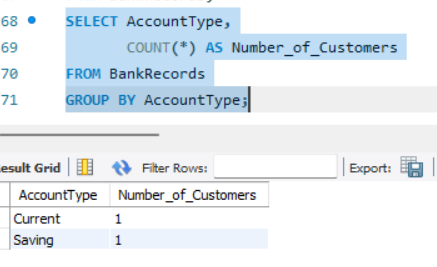 68 SELECT AccountType,
69 COUNT(*) AS Number_of_Customers
70 FROM BankRecords
71 GROUP BY AccountType;
Result Grid Filter Rows: Export:
AccountType Number_of_Customers
Current 1
Saving 1